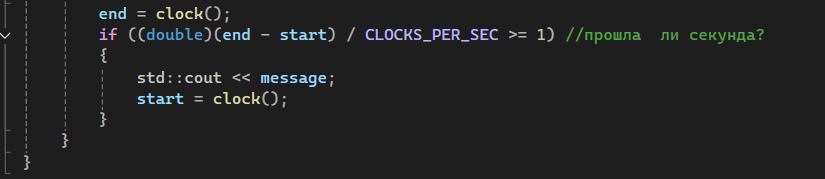 end = clock();
if ((double)(end - start) / CLOCKS_PER_SEC >= 1) //прошла  ли секунда?
{
std::cout << message;
start = clock();
}
}
}